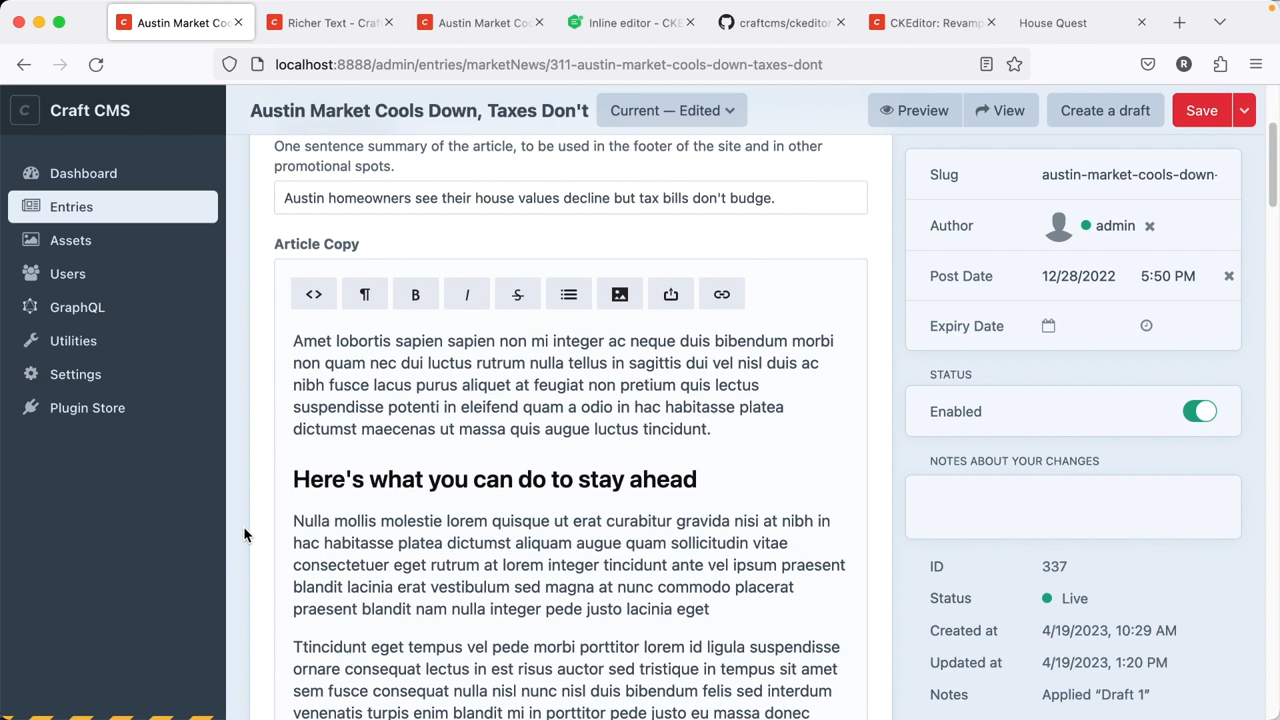 Austin Market Co
Richer Text - Craf
Austin Market Co
Inline editor - CKE
craftcms/ckeditor
CKEditor: Revamp
House Quest
localhost:8888/admin/entries/marketNews/311-austin-market-cools-down-taxes-dont
R
C
Craft CMS
Austin Market Cools Down, Taxes Don't
Current — Edited
Preview
View
Create a draft
Save
Dashboard
Entries
Assets
Users
GraphQL
Utilities
Settings
Plugin Store
One sentence summary of the article, to be used in the footer of the site and in other
promotional spots.
Austin homeowners see their house values decline but tax bills don't budge.
Article Copy
<> ¶ B I S
Amet lobortis sapien sapien non mi integer ac neque duis bibendum morbi
non quam nec dui luctus rutrum nulla tellus in sagittis dui vel nisl duis ac
nibh fusce lacus purus aliquet at feugiat non pretium quis lectus
suspendisse potenti in eleifend quam a odio in hac habitasse platea
dictumst maecenas ut massa quis augue luctus tincidunt.
Here's what you can do to stay ahead
Nulla mollis molestie lorem quisque ut erat curabitur gravida nisi at nibh in
hac habitasse platea dictumst aliquam augue quam sollicitudin vitae
consectetuer eget rutrum at lorem integer tincidunt ante vel ipsum praesent
blandit lacinia erat vestibulum sed magna at nunc commodo placerat
praesent blandit nam nulla integer pede justo lacinia eget
Ttincidunt eget tempus vel pede morbi porttitor lorem id ligula suspendisse
ornare consequat lectus in est risus auctor sed tristique in tempus sit amet
sem fusce consequat nulla nisl nunc nisl duis bibendum felis sed interdum
venenatis turpis enim blandit mi in pede justo eu massa donec
Slug austin-market-cools-down-
Author admin
Post Date 12/28/2022 5:50 PM
Expiry Date
STATUS
Enabled
NOTES ABOUT YOUR CHANGES
ID 337
Status Live
Created at 4/19/2023, 10:29 AM
Updated at 4/19/2023, 1:20 PM
Notes Applied “Draft 1”